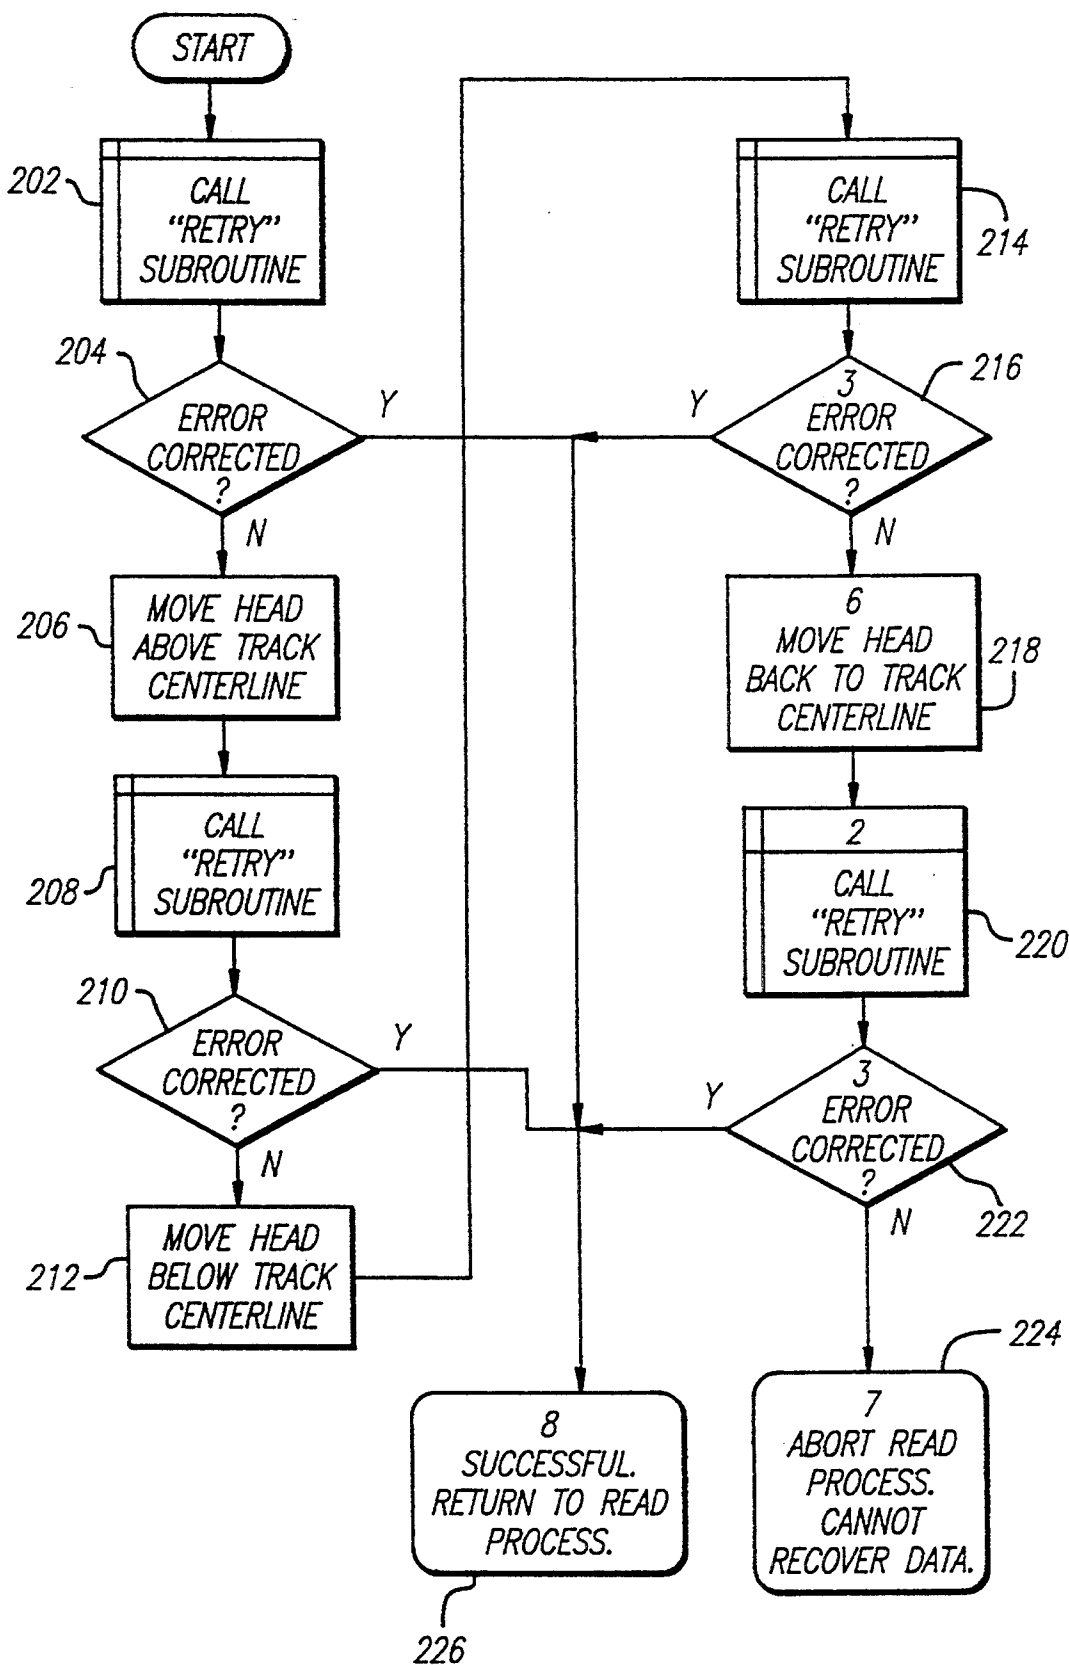 START
202
CALL
“RETRY”
SUBROUTINE
204
ERROR
CORRECTED
?
Y
N
206
MOVE HEAD
ABOVE TRACK
CENTERLINE
208
CALL
“RETRY”
SUBROUTINE
210
ERROR
CORRECTED
?
Y
N
212
MOVE HEAD
BELOW TRACK
CENTERLINE
CALL
“RETRY”
SUBROUTINE
214
216
3
ERROR
CORRECTED
?
Y
N
6
MOVE HEAD
BACK TO TRACK
CENTERLINE
218
2
CALL
“RETRY”
SUBROUTINE
220
3
ERROR
CORRECTED
?
Y
N
222
224
7
ABORT READ
PROCESS.
CANNOT
RECOVER DATA.
8
SUCCESSFUL.
RETURN TO READ
PROCESS.
226